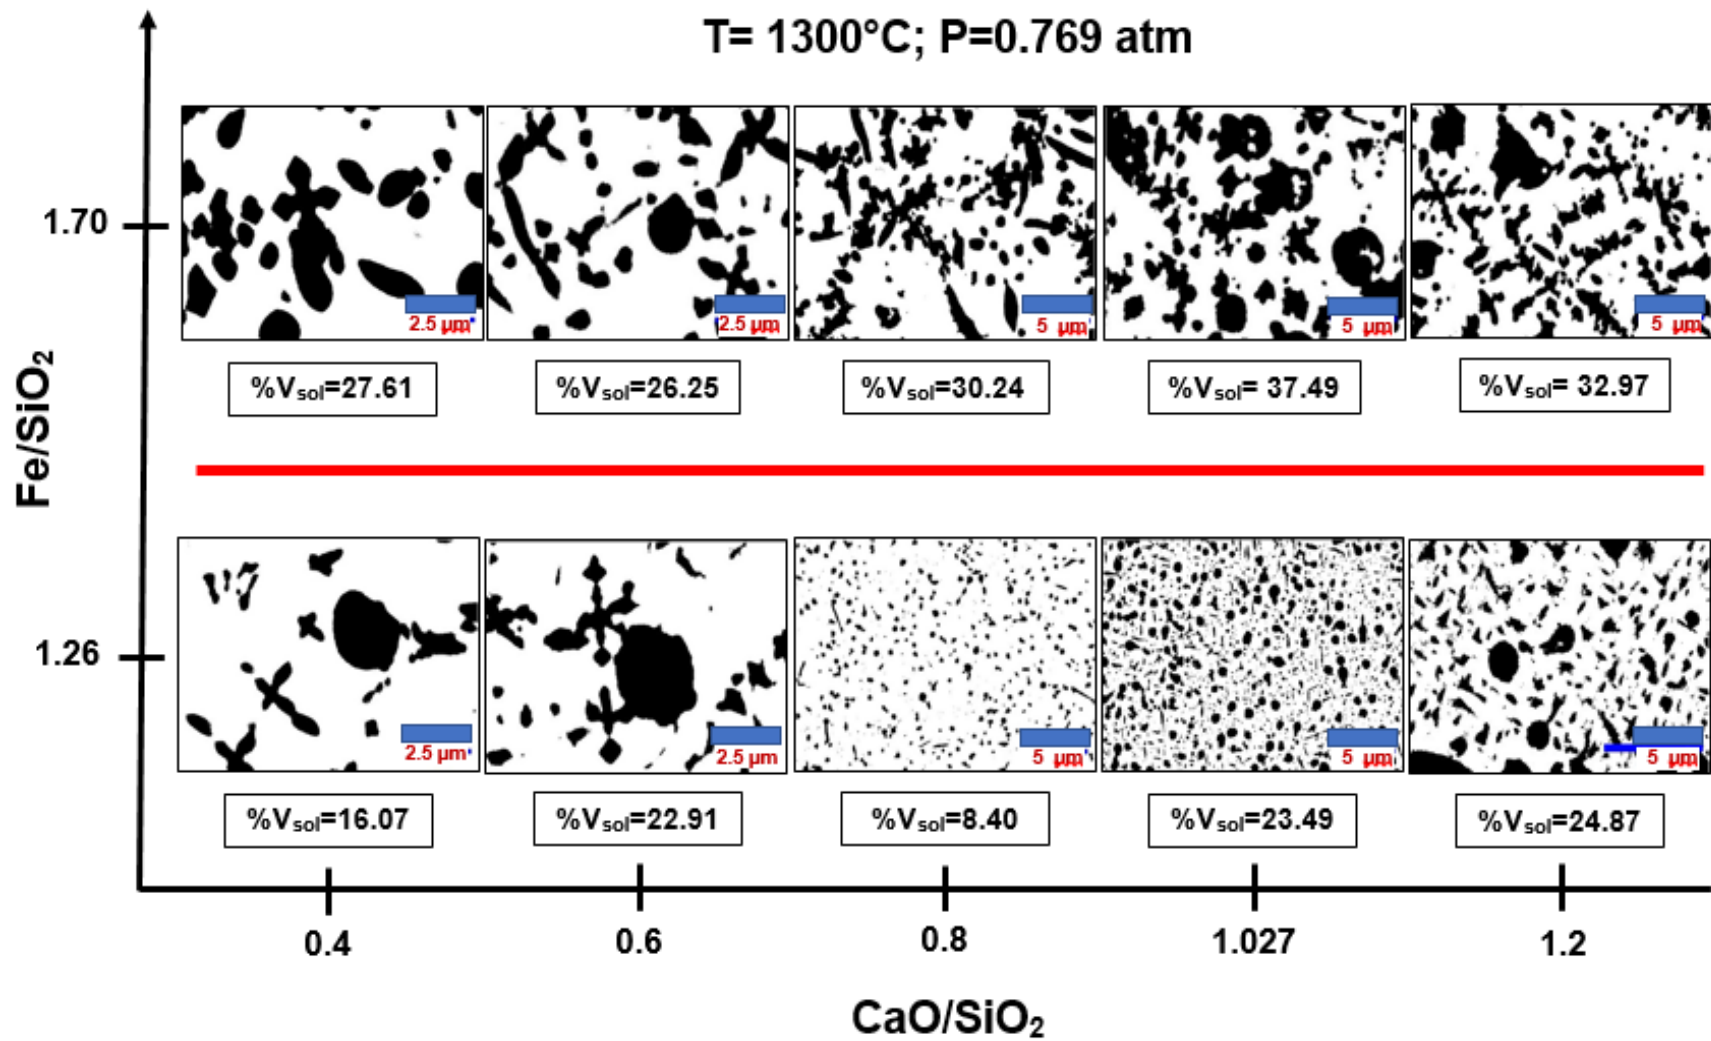 T= 1300°C; P=0.769 atm
Fe/SiO₂
1.70
2.5 µm
2.5 µm
5 µm
5 µm
5 µm
%Vsol=27.61
%Vsol=26.25
%Vsol=30.24
%Vsol= 37.49
%Vsol= 32.97
1.26
2.5 µm
2.5 µm
5 µm
5 µm
5 µm
%Vsol=16.07
%Vsol=22.91
%Vsol=8.40
%Vsol=23.49
%Vsol=24.87
0.4
0.6
0.8
1.027
1.2
CaO/SiO₂